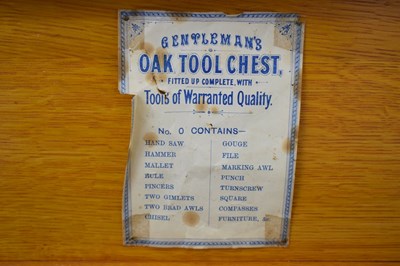 GENTLEMAN'S
OAK TOOL CHEST,
FITTED UP COMPLETE, WITH
Tools of Warranted Quality.
No. 0 CONTAINS—
HAND SAW
HAMMER
MALLET
RULE
PINCERS
TWO GIMLETS
TWO BRAD AWLS
CHISEL
GOUGE
FILE
MARKING AWL
PUNCH
TURNSCREW
SQUARE
COMPASSES
FURNITURE, &c.